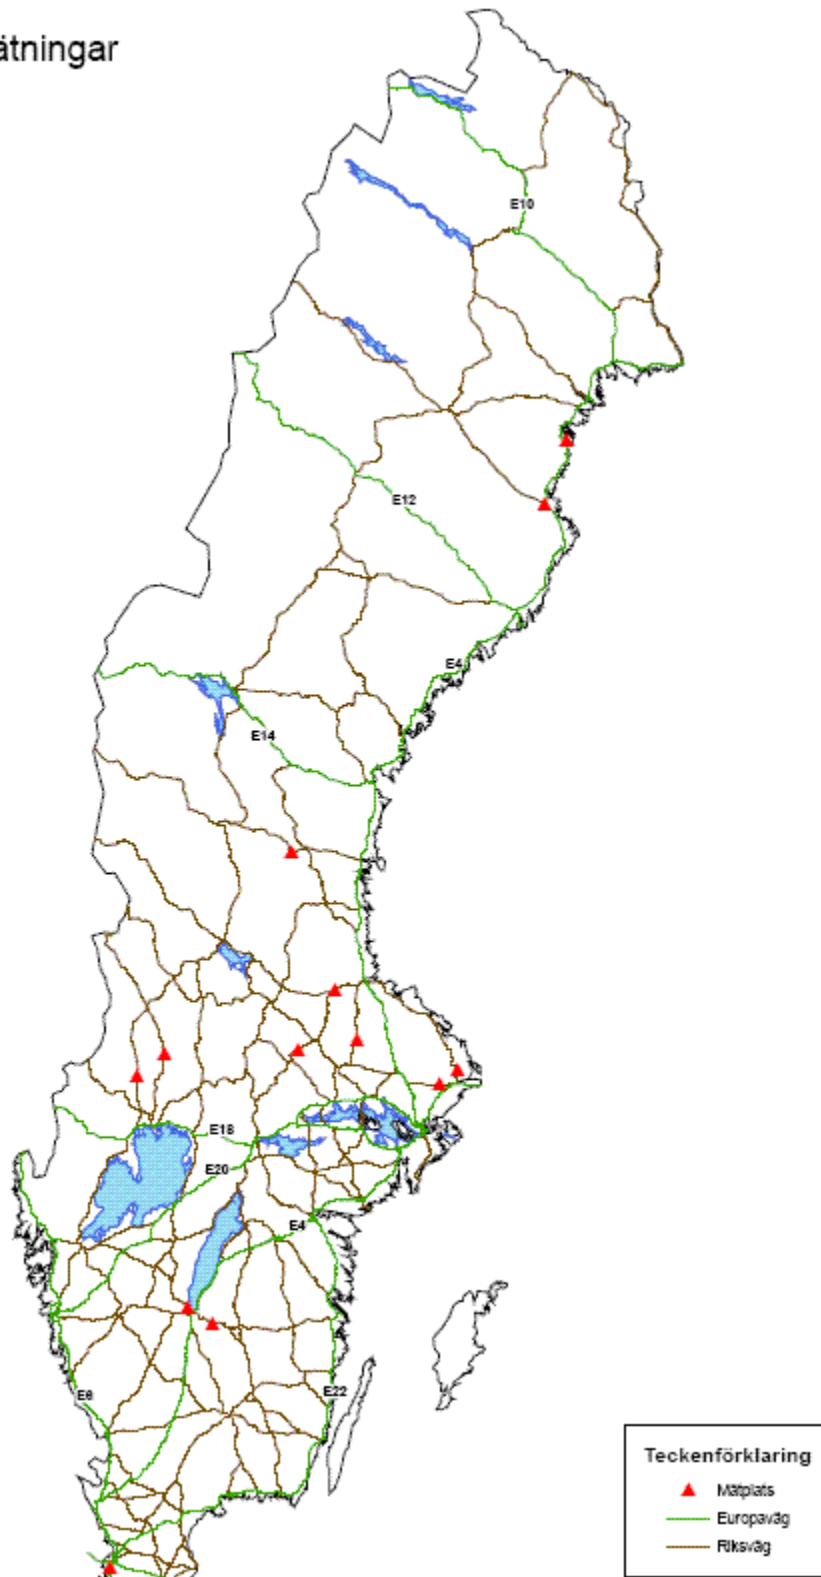 ätningar
E10
E12
E4
E14
E18
E20
E4
E6
E22
Teckenförklaring
Mätplats
Europaväg
Riksväg